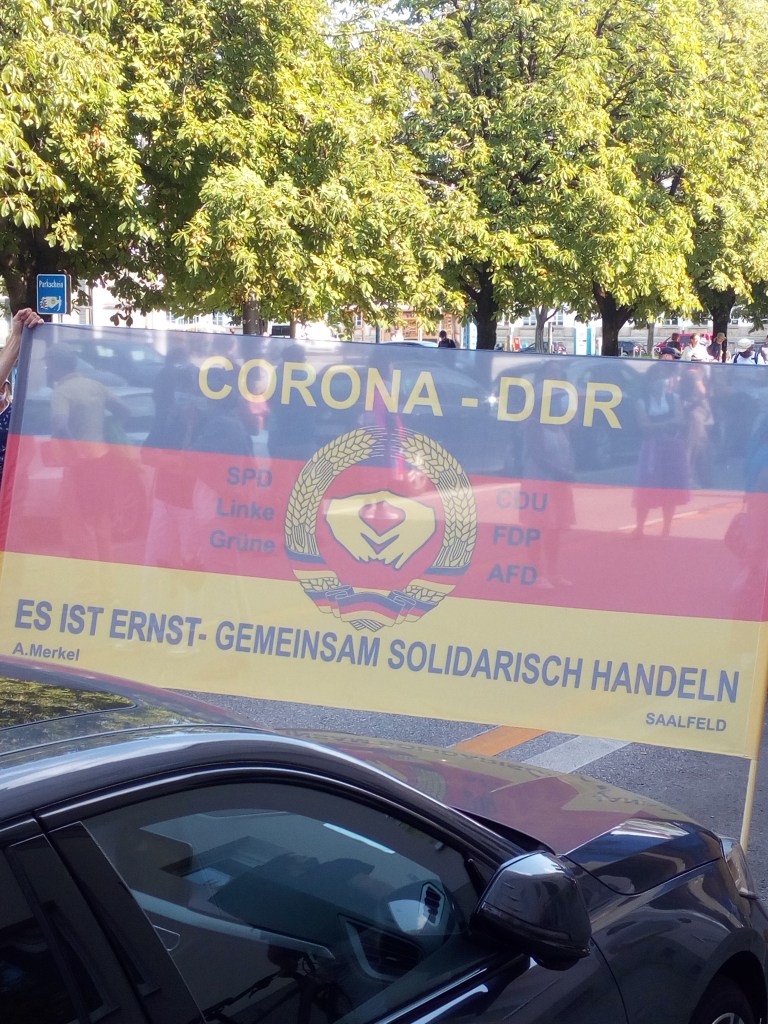 Parkschein
CORONA - DDR
SPD
Linke
Grüne
CDU
FDP
AFD
ES IST ERNST- GEMEINSAM SOLIDARISCH HANDELN
A.Merkel
SAALFELD